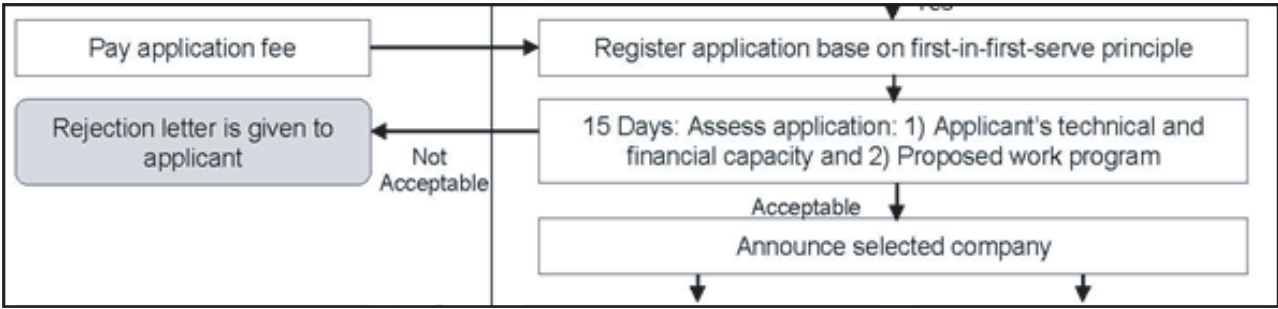 Yes
Pay application fee
Register application base on first-in-first-serve principle
Rejection letter is given to
applicant
Not
Acceptable
15 Days: Assess application: 1) Applicant's technical and
financial capacity and 2) Proposed work program
Acceptable
Announce selected company